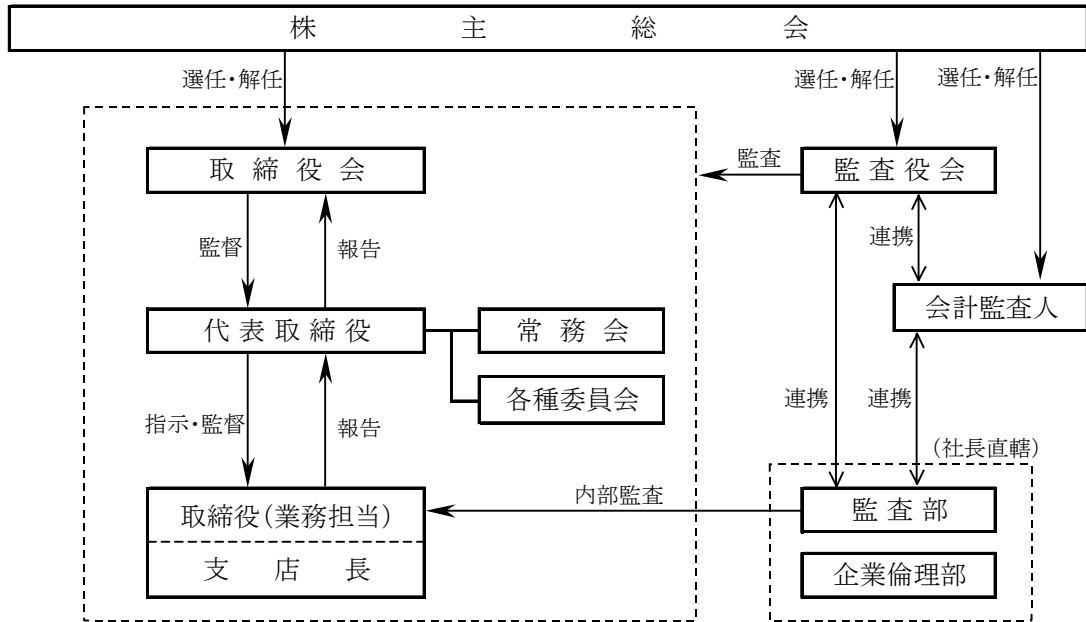 株主総会
選任・解任
選任・解任
選任・解任
取締役会
監査
監査役会
監督
報告
連携
代表取締役
常務会
会計監査人
各種委員会
指示・監督
報告
連携
連携
(社長直轄)
取締役(業務担当)
内部監査
監査部
支店長
企業倫理部